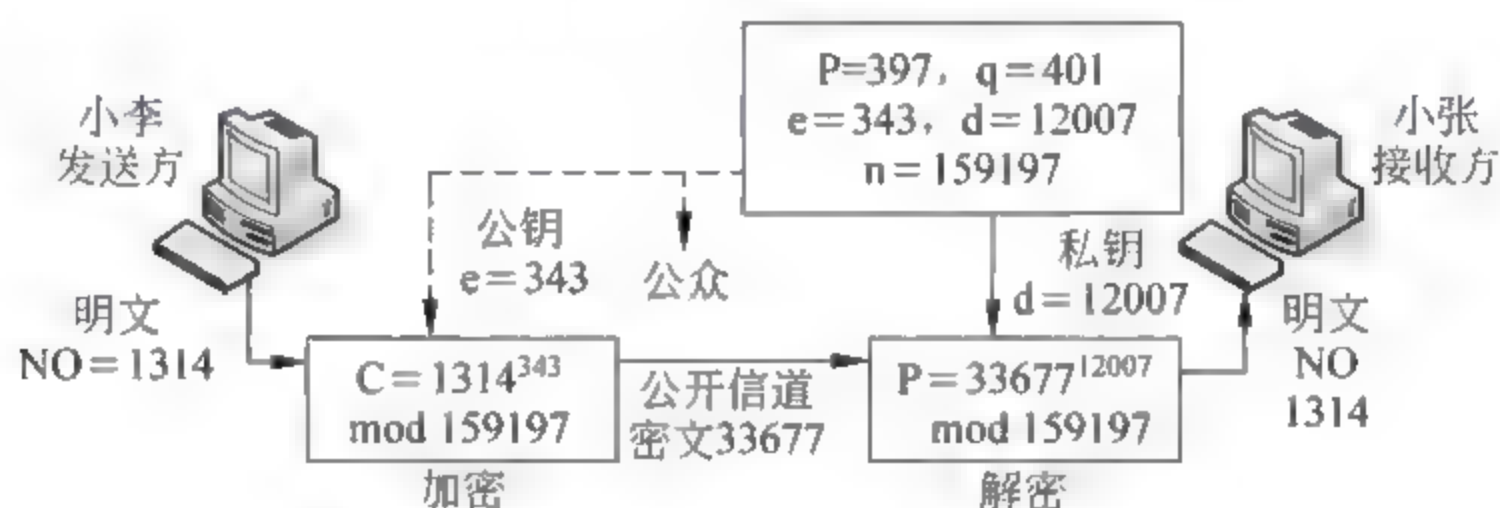 P=397，q=401
e=343，d=12007
n=159197
小李
发送方
小张
接收方
公钥
e=343
公众
私钥
d=12007
明文
NO=1314
C=1314³⁴³
mod 159197
加密
公开信道
密文33677
P=33677¹²⁰⁰⁷
mod 159197
解密
明文
NO
1314